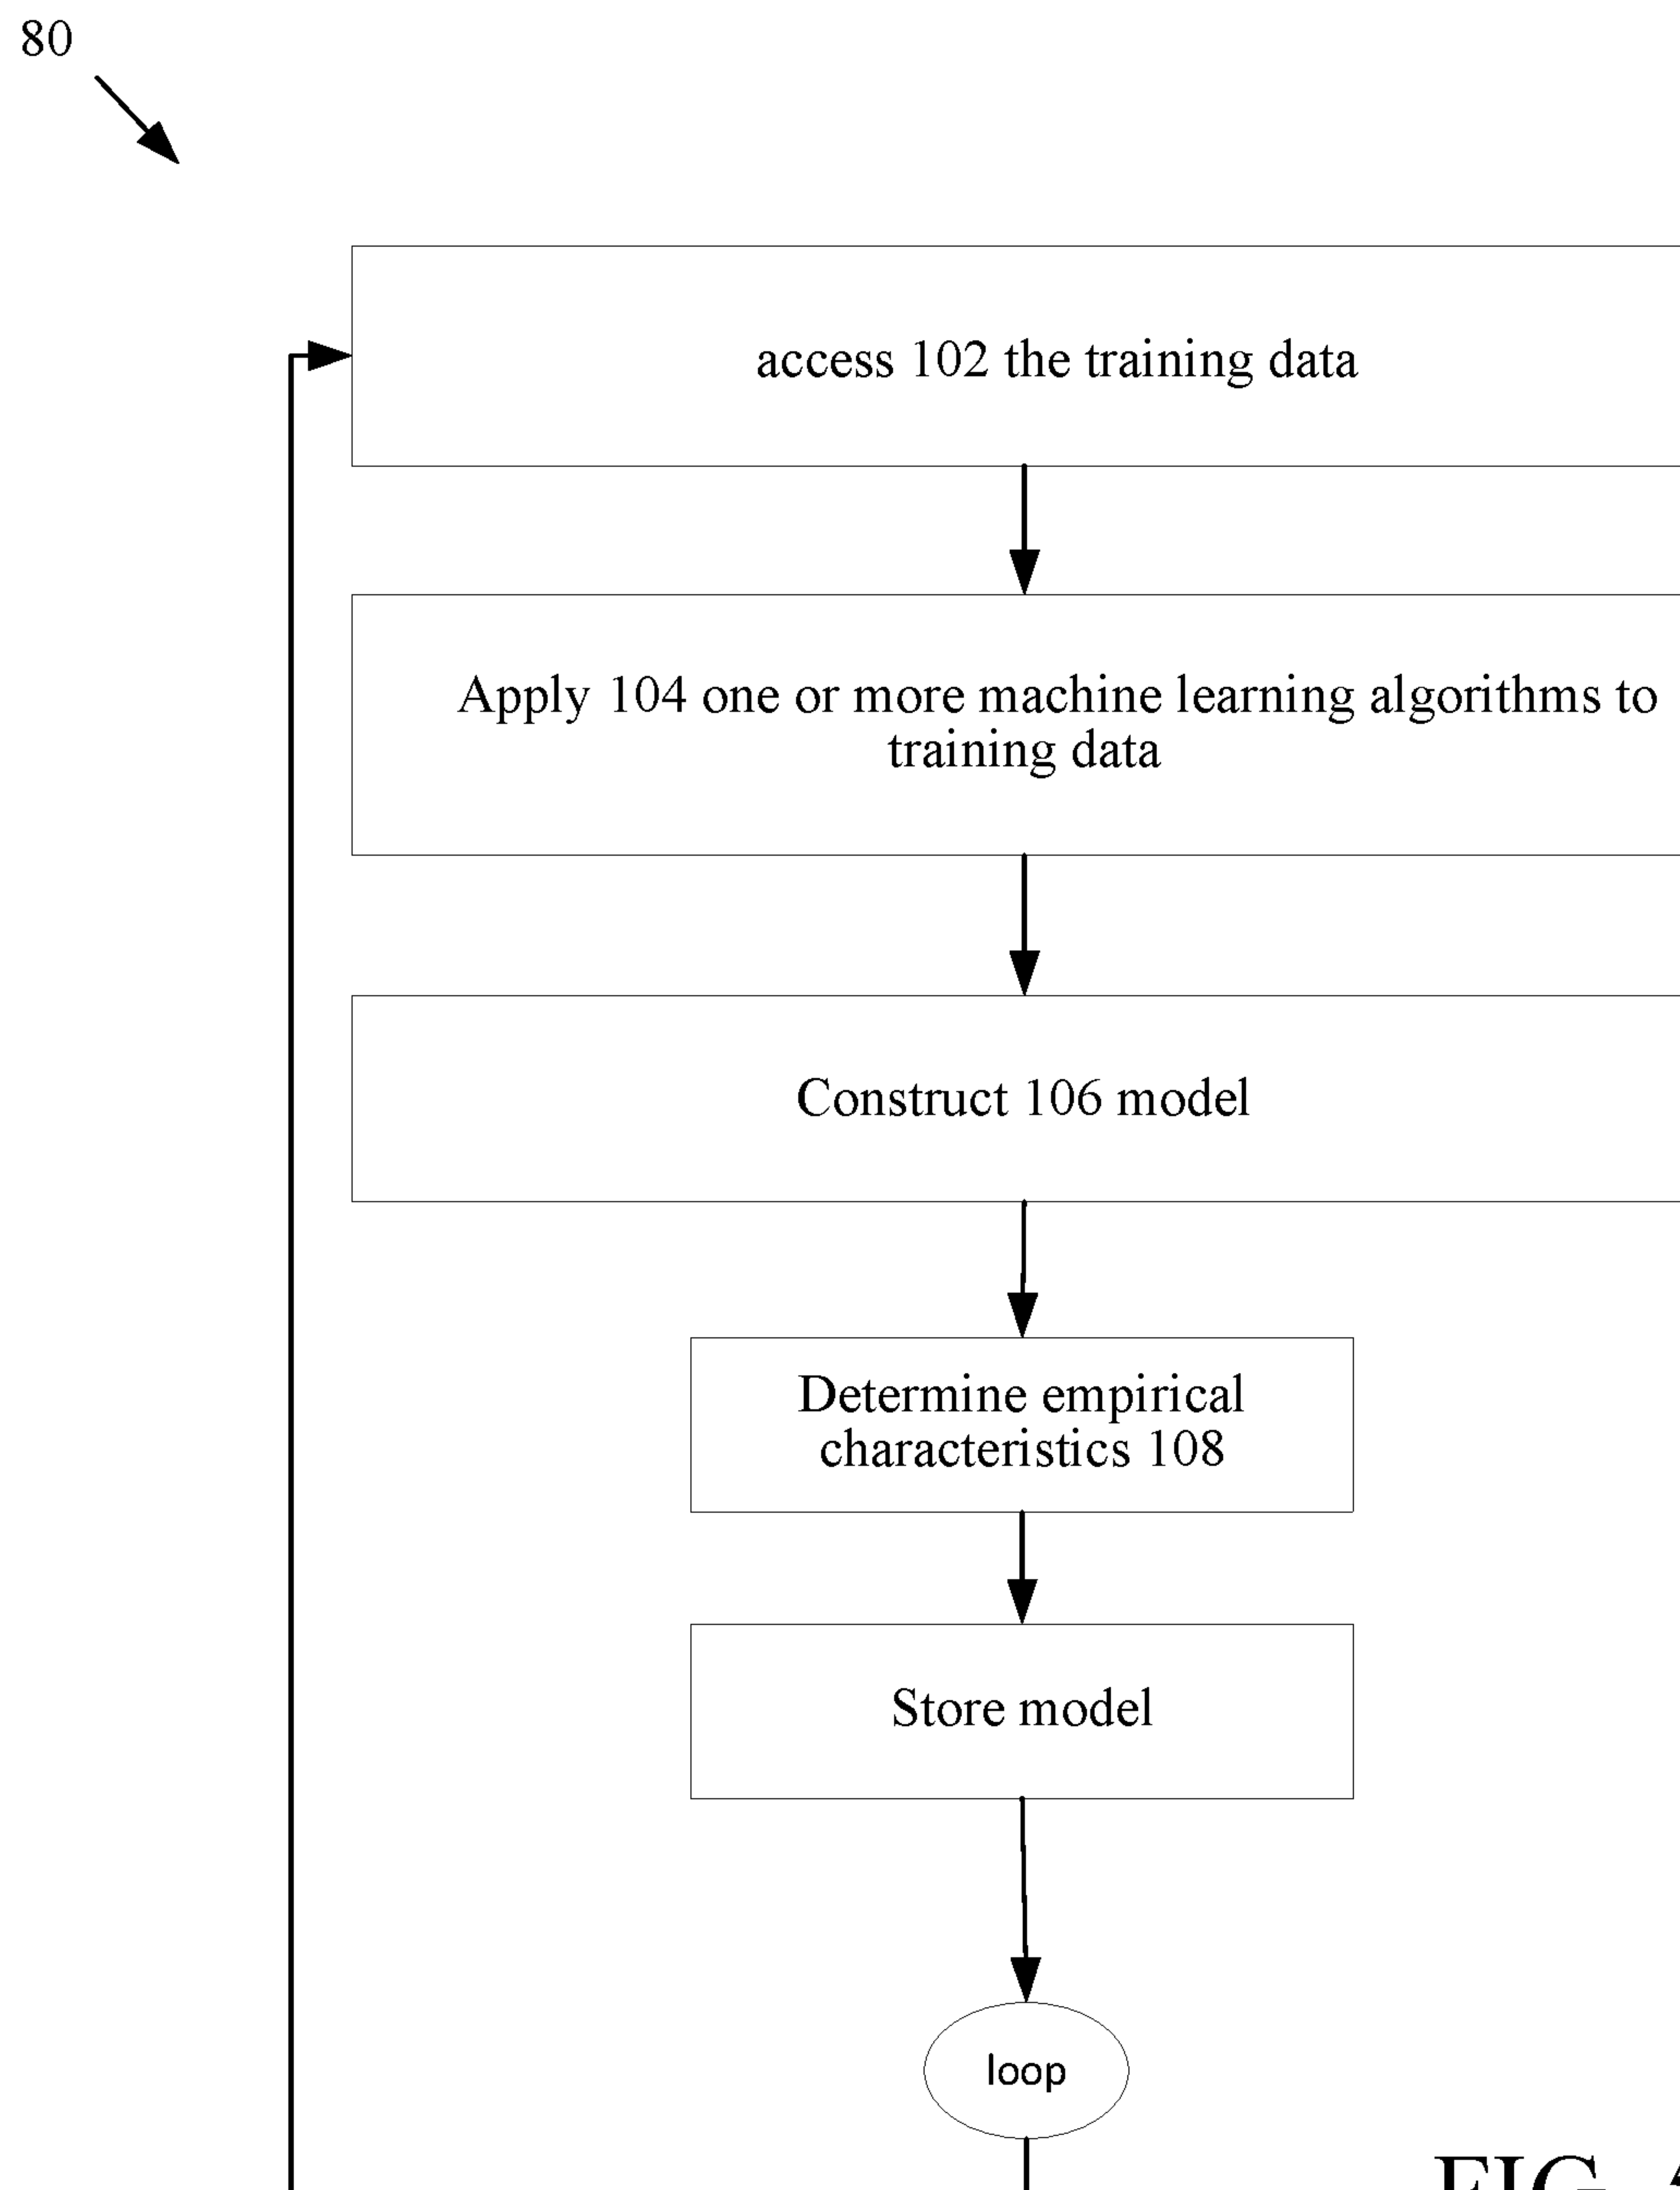 80
access 102 the training data
Apply 104 one or more machine learning algorithms to
training data
Construct 106 model
Determine empirical
characteristics 108
Store model
loop
FIG